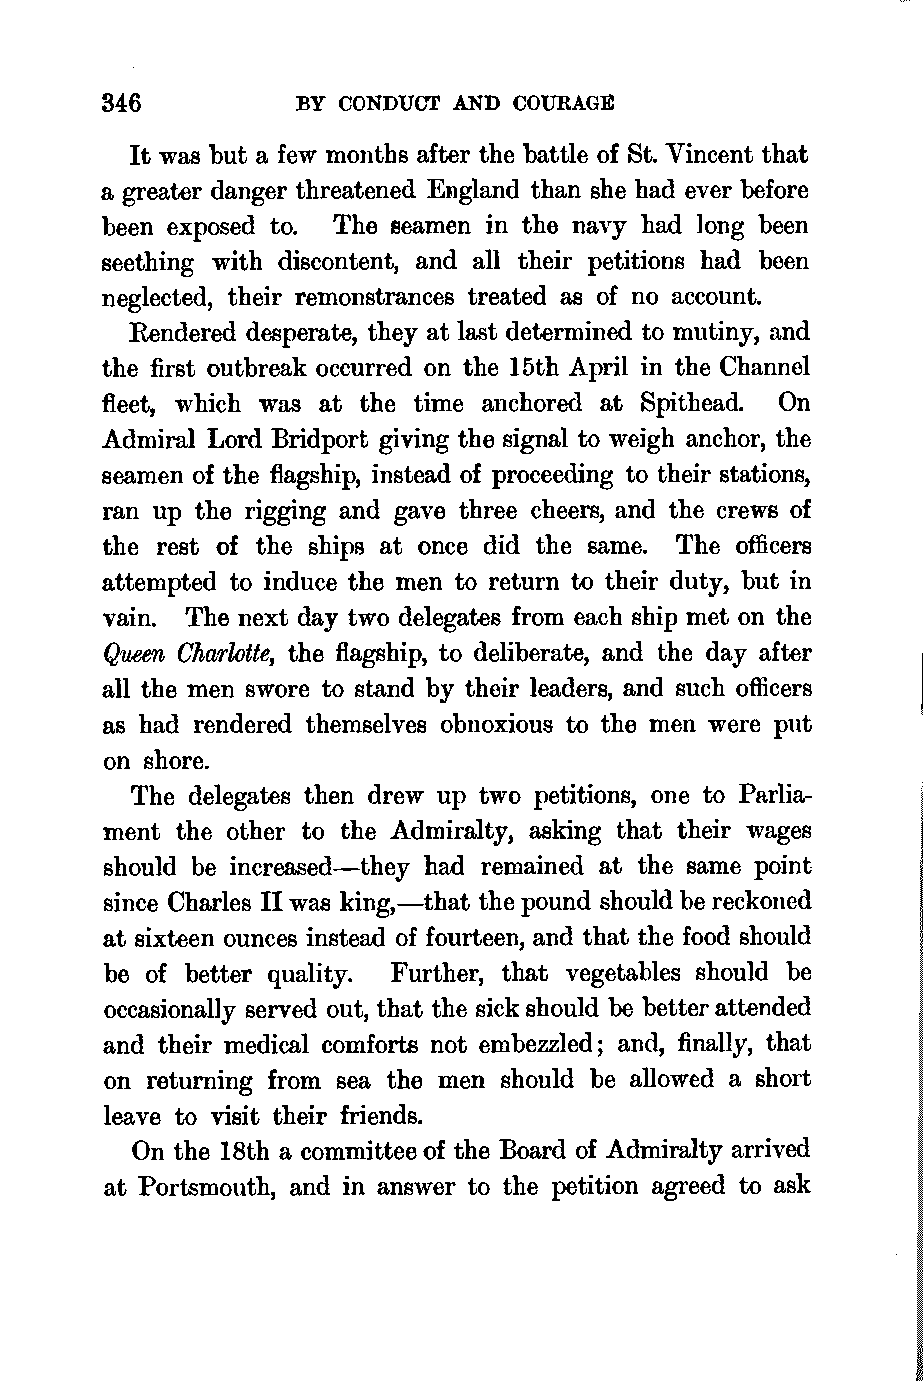 346 BY CONDUCT AND COURAGE
It was but a few months after the battle of St. Vincent that
a greater danger threatened England than she had ever before
been exposed to. The seamen in the navy had long been
seething with discontent, and all their petitions had been
neglected, their remonstrances treated as of no account.
Rendered desperate, they at last determined to mutiny, and
the first outbreak occurred on the 15th April in the Channel
fleet, which was at the time anchored at Spithead. On
Admiral Lord Bridport giving the signal to weigh anchor, the
seamen of the flagship, instead of proceeding to their stations,
ran up the rigging and gave three cheers, and the crews of
the rest of the ships at once did the same. The officers
attempted to induce the men to return to their duty, but in
vain. The next day two delegates from each ship met on the
Queen Charlotte, the flagship, to deliberate, and the day after
all the men swore to stand by their leaders, and such officers
as had rendered themselves obnoxious to the men were put
on shore.
The delegates then drew up two petitions, one to Parlia-
ment the other to the Admiralty, asking that their wages
should be increased—they had remained at the same point
since Charles II was king,—that the pound should be reckoned
at sixteen ounces instead of fourteen, and that the food should
be of better quality. Further, that vegetables should be
occasionally served out, that the sick should be better attended
and their medical comforts not embezzled; and, finally, that
on returning from sea the men should be allowed a short
leave to visit their friends.
On the 18th a committee of the Board of Admiralty arrived
at Portsmouth, and in answer to the petition agreed to ask